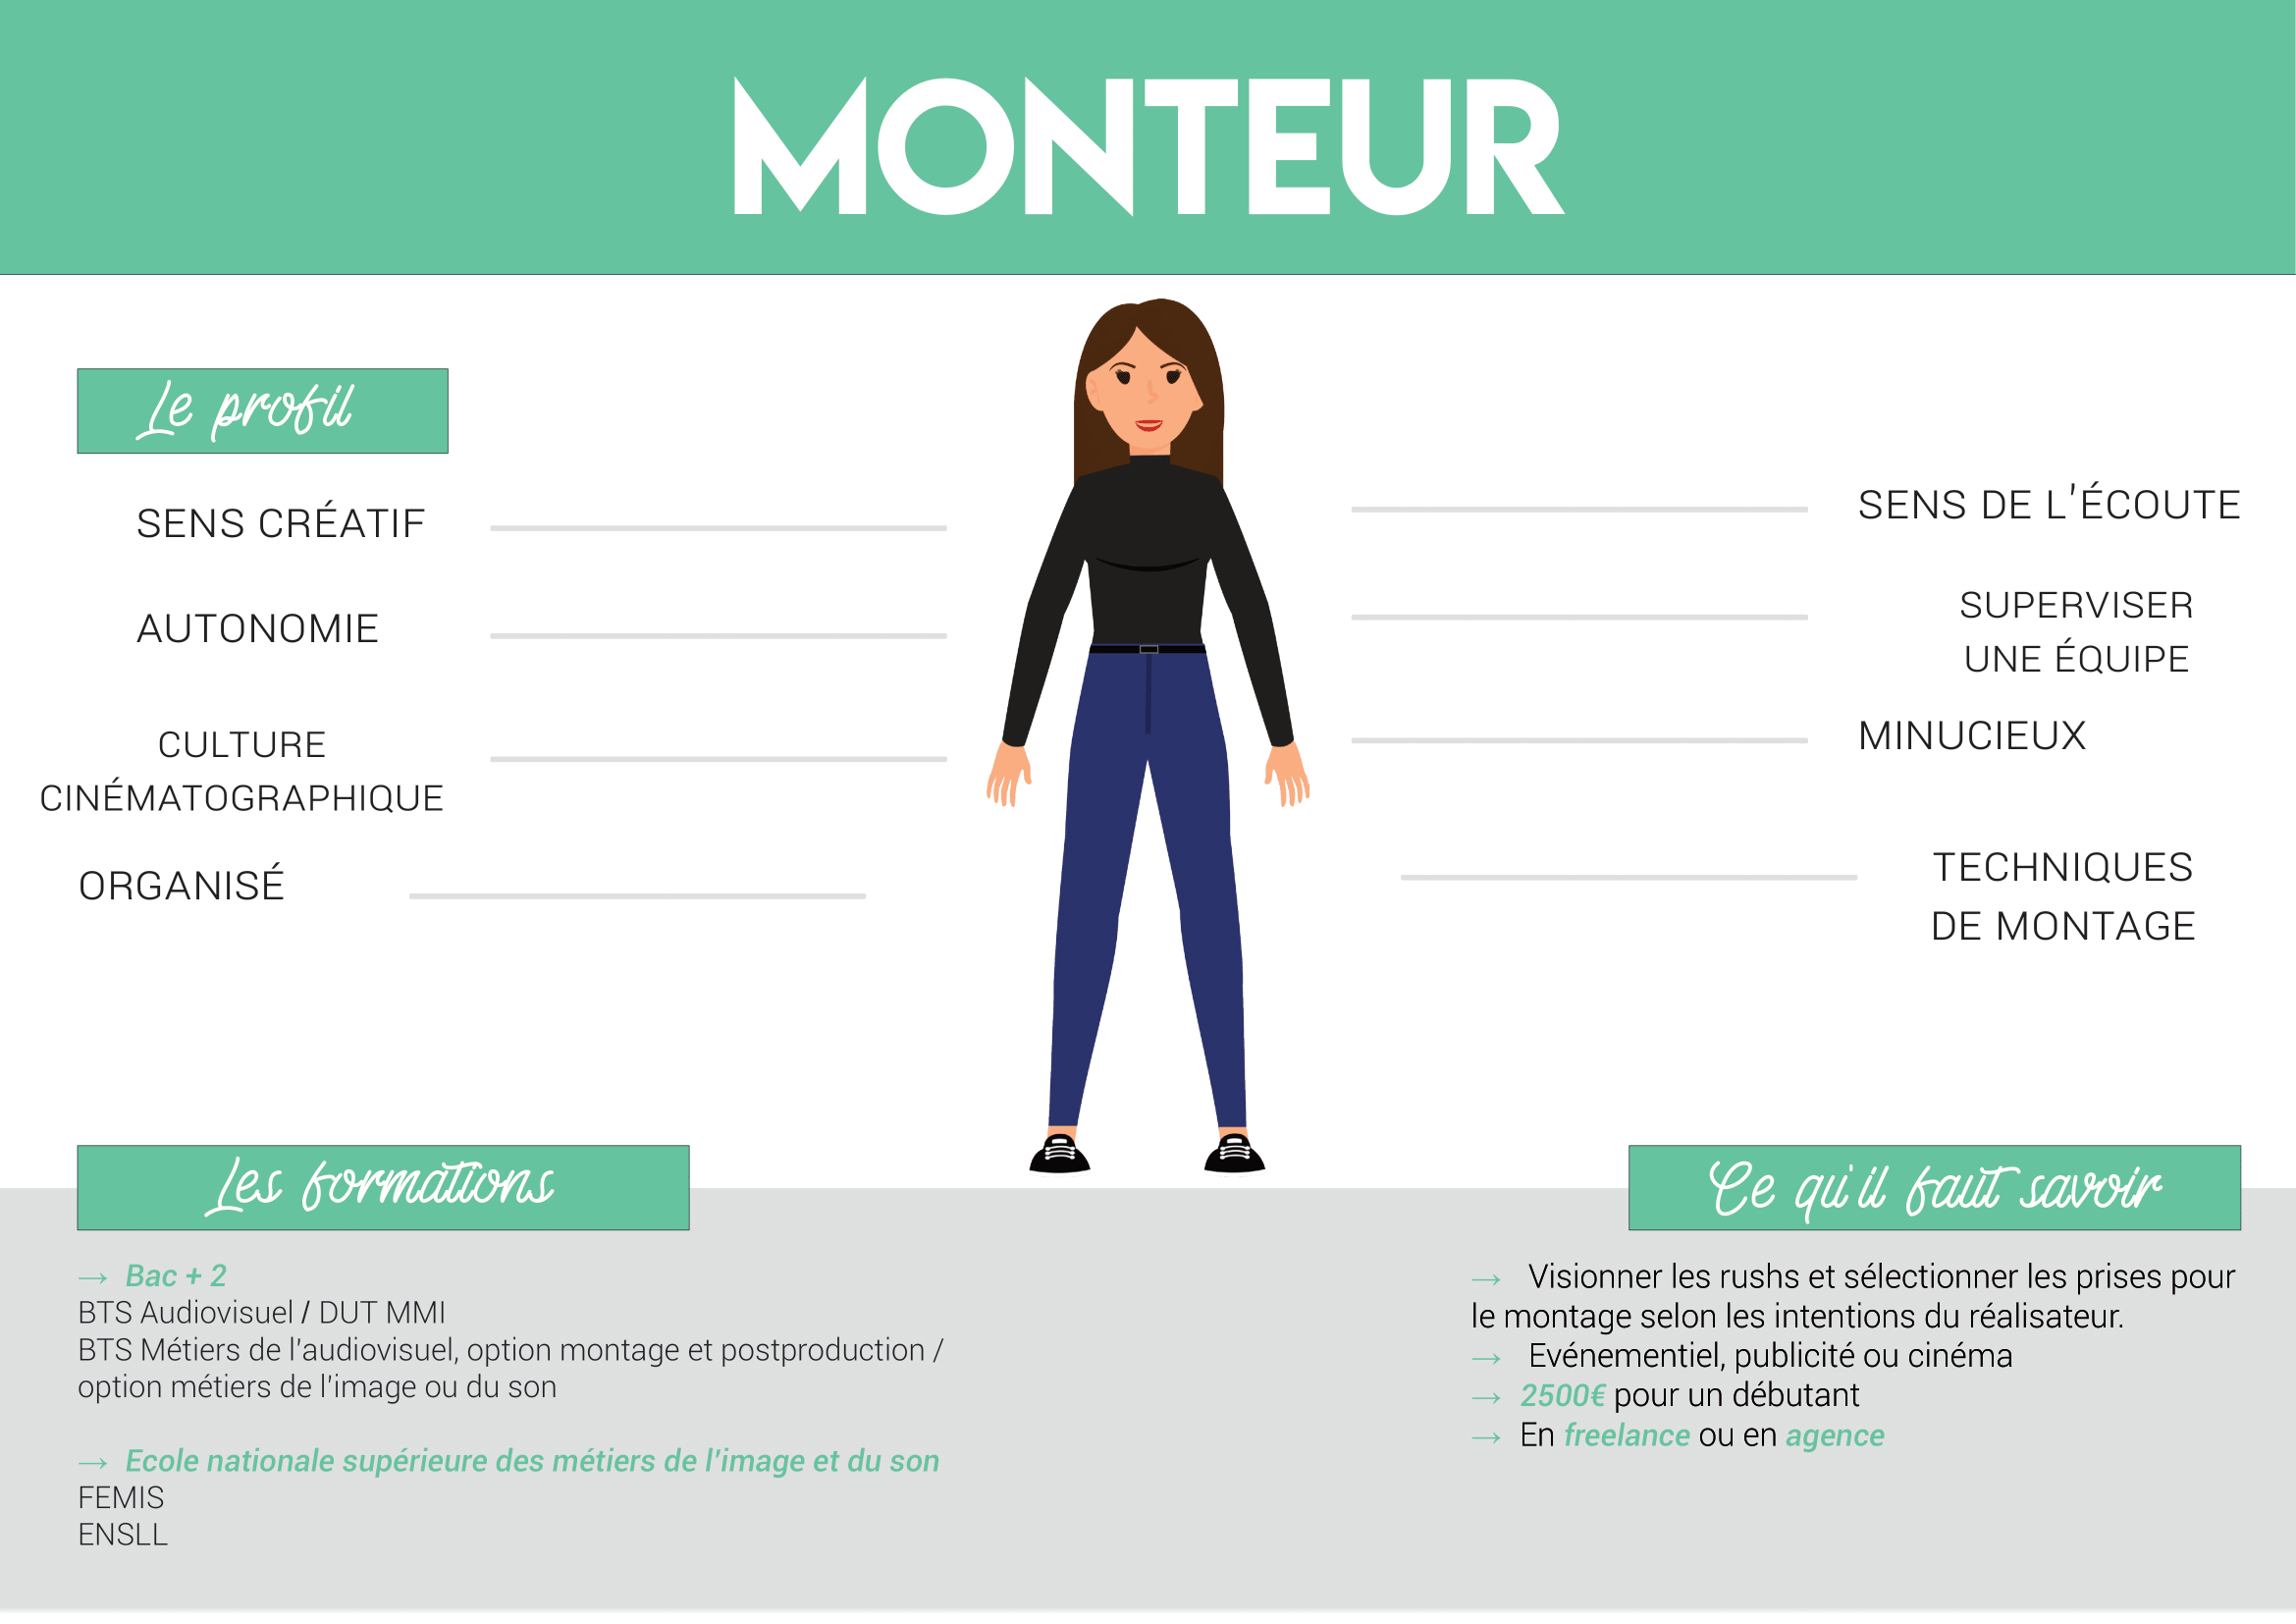 MONTEUR
Le profil
SENS CRÉATIF
AUTONOMIE
CULTURE
CINÉMATOGRAPHIQUE
ORGANISÉ
SENS DE L'ÉCOUTE
SUPERVISER
UNE ÉQUIPE
MINUCIEUX
TECHNIQUES
DE MONTAGE
Les formations
→ Bac + 2
BTS Audiovisuel / DUT MMI
BTS Métiers de l'audiovisuel, option montage et postproduction /
option métiers de l'image ou du son
→ Ecole nationale supérieure des métiers de l'image et du son
FEMIS
ENSLL
Ce qu'il faut savoir
→ Visionner les rushs et sélectionner les prises pour
le montage selon les intentions du réalisateur.
→ Evénementiel, publicité ou cinéma
→ 2500€ pour un débutant
→ En freelance ou en agence